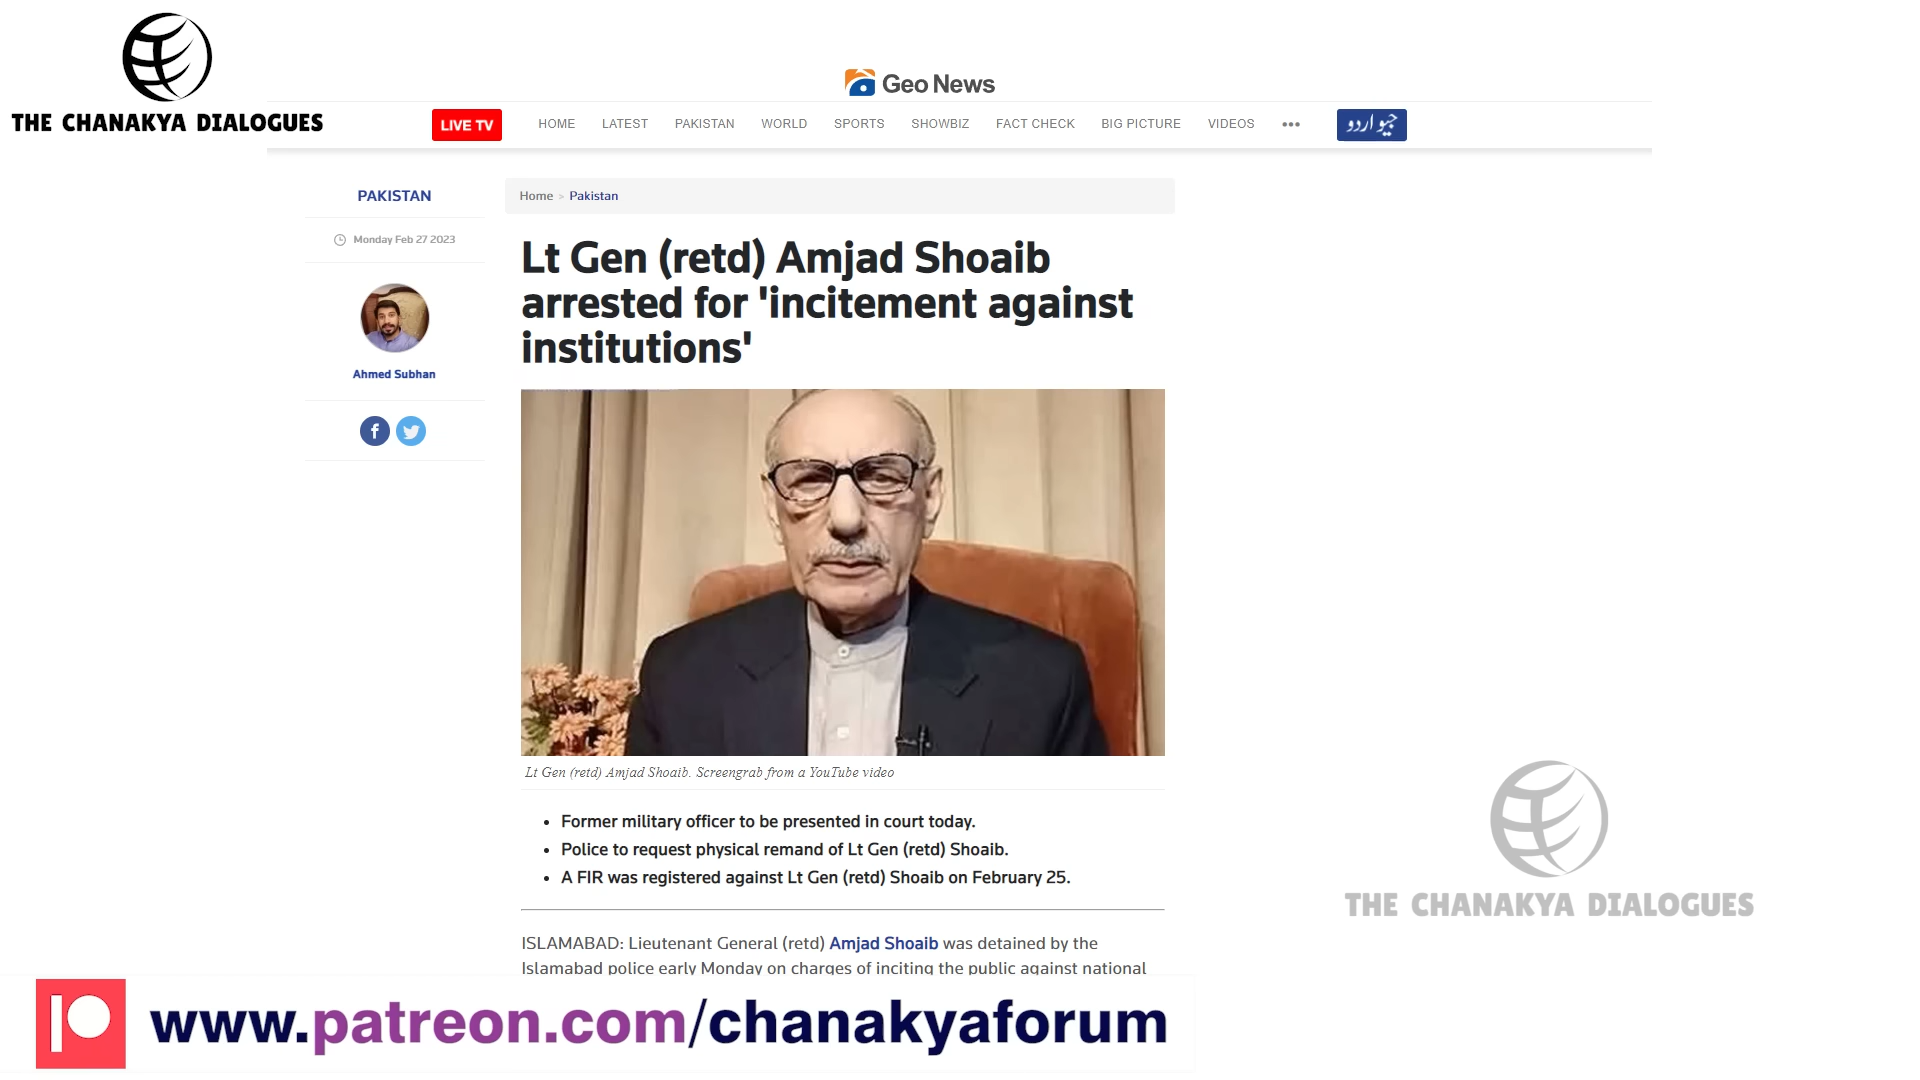 THE CHANAKYA DIALOGUES
Geo News
LIVE TV
HOME
LATEST
PAKISTAN
WORLD
SPORTS
SHOWBIZ
FACT CHECK
BIG PICTURE
VIDEOS
•••
جیو اردو
PAKISTAN
Monday Feb 27 2023
Ahmed Subhan
Home > Pakistan
Lt Gen (retd) Amjad Shoaib
arrested for 'incitement against
institutions'
Lt Gen (retd) Amjad Shoaib. Screengrab from a YouTube video
• Former military officer to be presented in court today.
• Police to request physical remand of Lt Gen (retd) Shoaib.
• A FIR was registered against Lt Gen (retd) Shoaib on February 25.
ISLAMABAD: Lieutenant General (retd) Amjad Shoaib was detained by the
Islamabad police early Monday on charges of inciting the public against national
THE CHANAKYA DIALOGUES
www.patreon.com/chanakyaforum